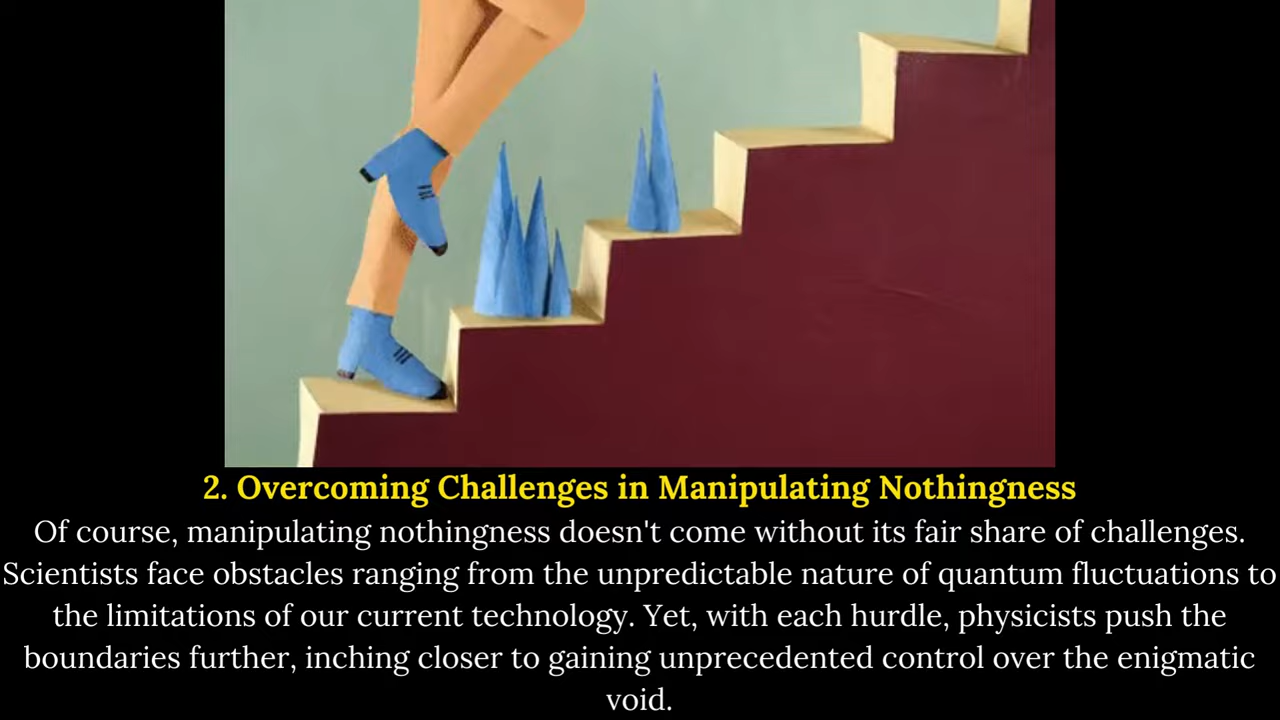 2. Overcoming Challenges in Manipulating Nothingness
Of course, manipulating nothingness doesn't come without its fair share of challenges.
Scientists face obstacles ranging from the unpredictable nature of quantum fluctuations to
the limitations of our current technology. Yet, with each hurdle, physicists push the
boundaries further, inching closer to gaining unprecedented control over the enigmatic
void.